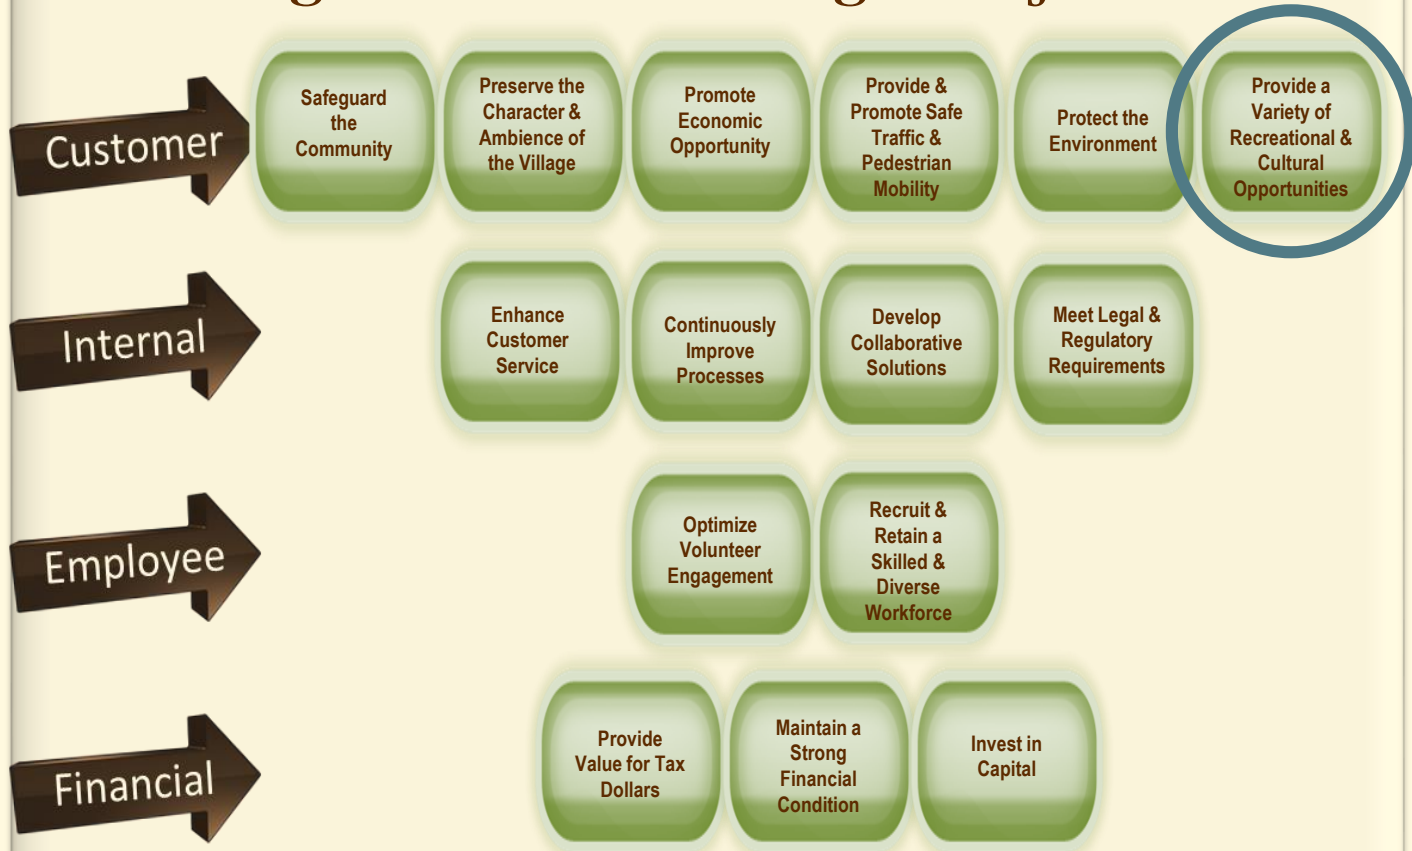 Customer
Safeguard
the
Community
Preserve the
Character &
Ambience of
the Village
Promote
Economic
Opportunity
Provide &
Promote Safe
Traffic &
Pedestrian
Mobility
Protect the
Environment
Provide a
Variety of
Recreational &
Cultural
Opportunities
Internal
Enhance
Customer
Service
Continuously
Improve
Processes
Develop
Collaborative
Solutions
Meet Legal &
Regulatory
Requirements
Employee
Optimize
Volunteer
Engagement
Recruit &
Retain a
Skilled &
Diverse
Workforce
Financial
Provide
Value for Tax
Dollars
Maintain a
Strong
Financial
Condition
Invest in
Capital